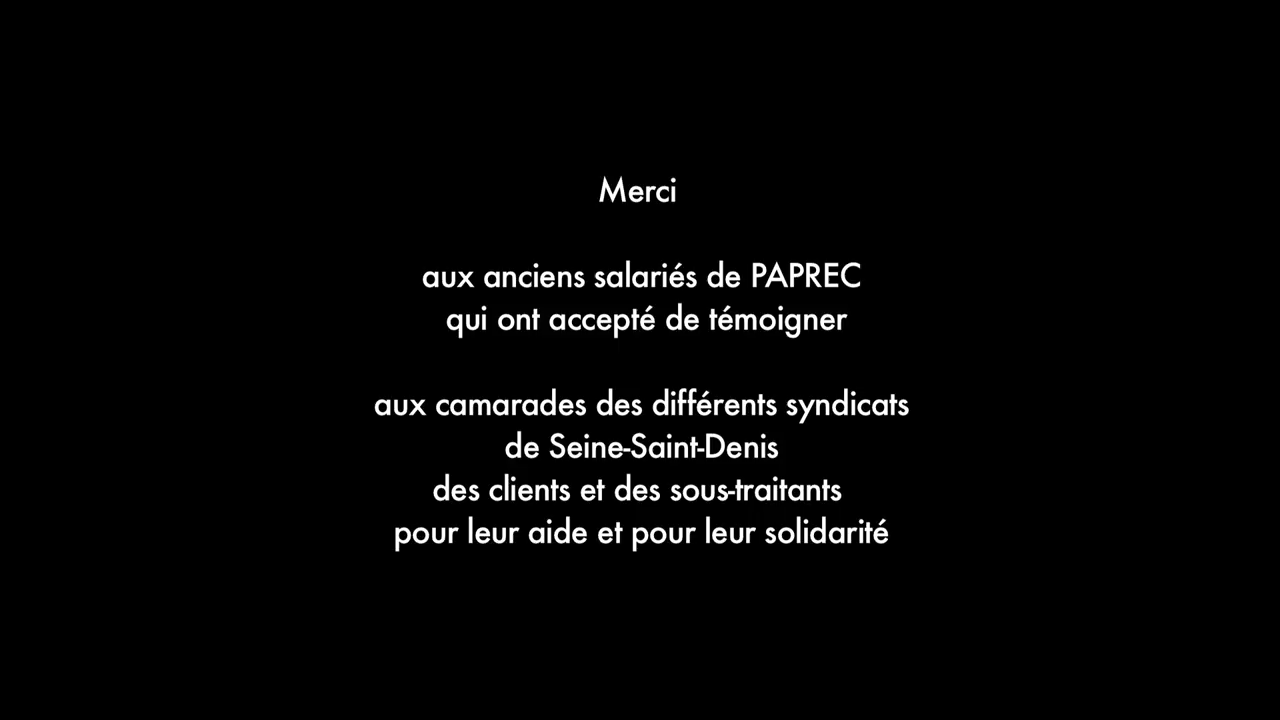 Merci
aux anciens salariés de PAPREC
qui ont accepté de témoigner
aux camarades des différents syndicats
de Seine-Saint-Denis
des clients et des sous-traitants
pour leur aide et pour leur solidarité